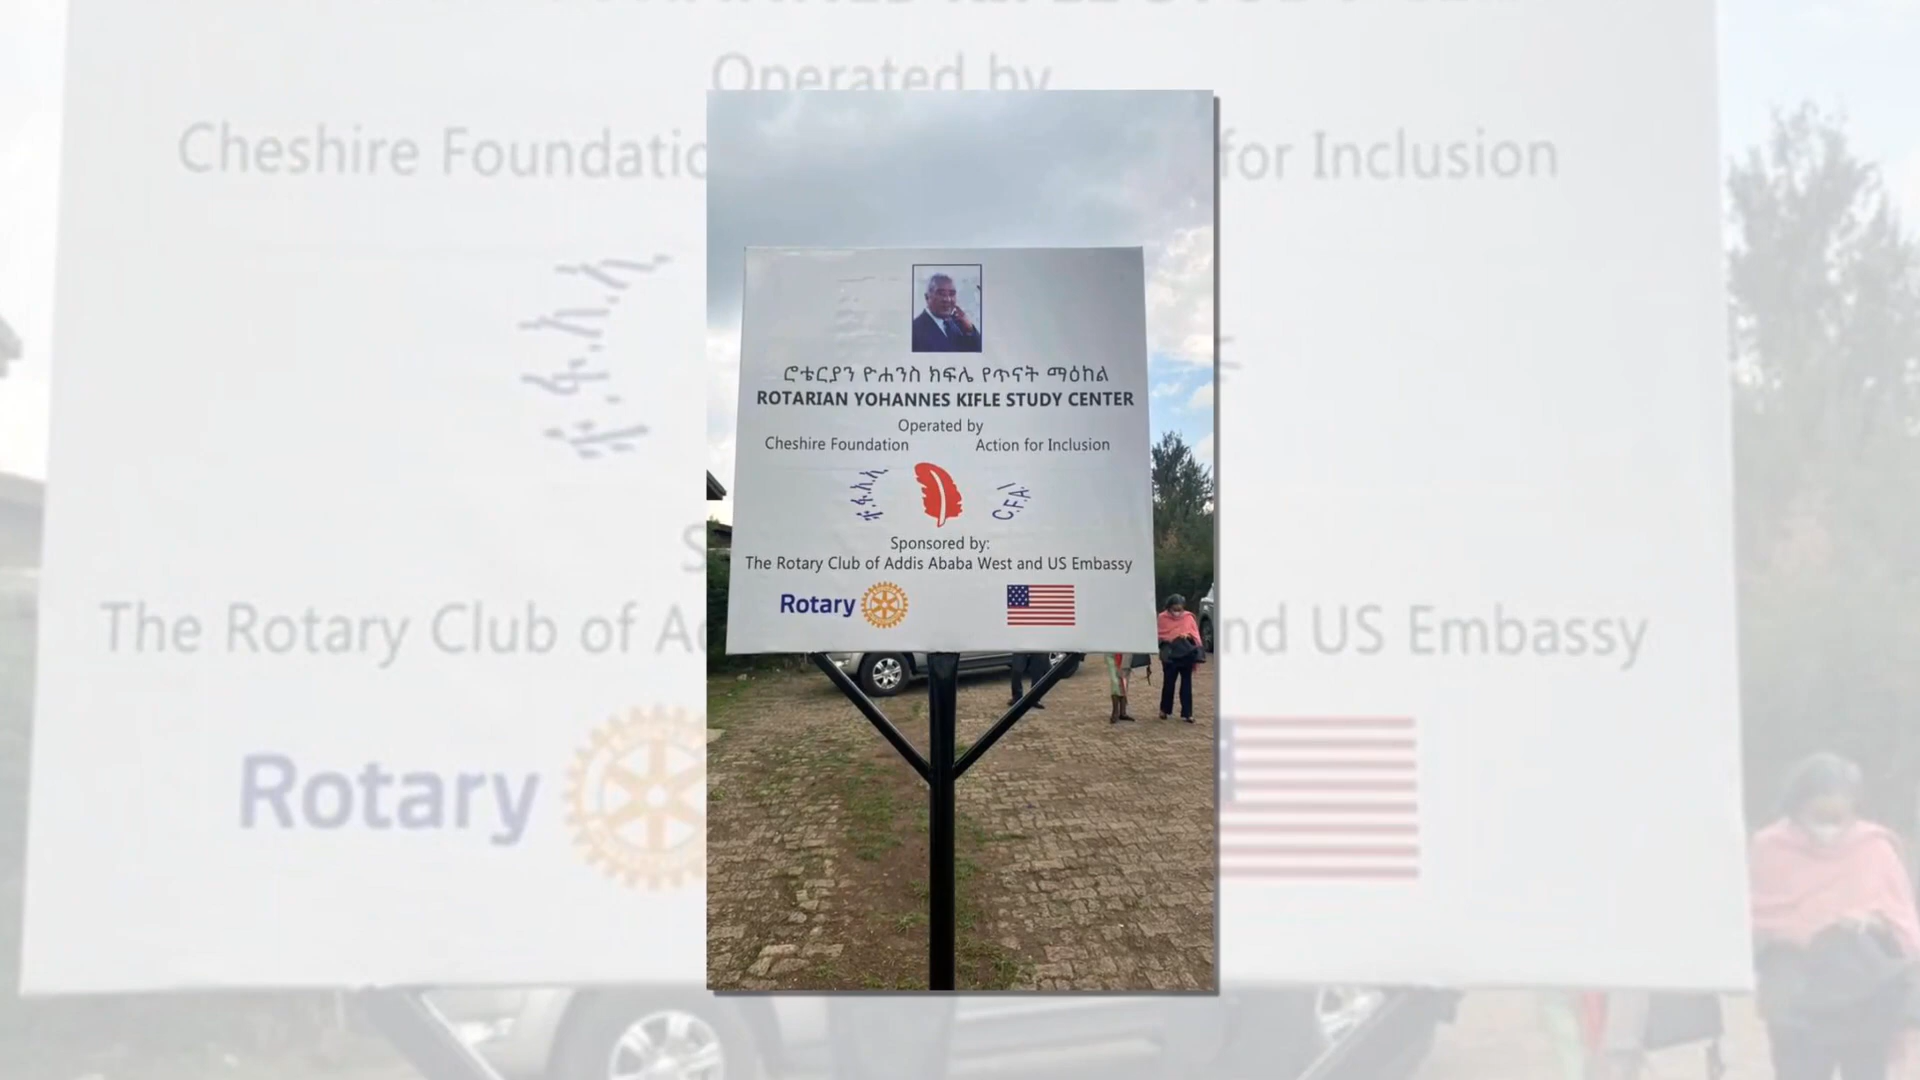 ሮቴርያን ዮሐንስ ክፍሌ የጥናት ማዕከል
ROTARIAN YOHANNES KIFLE STUDY CENTER
Operated by
Cheshire Foundation Action for Inclusion
ቸ.ፋ.አ.ኢ
C.F.A.I
Sponsored by:
The Rotary Club of Addis Ababa West and US Embassy
Rotary